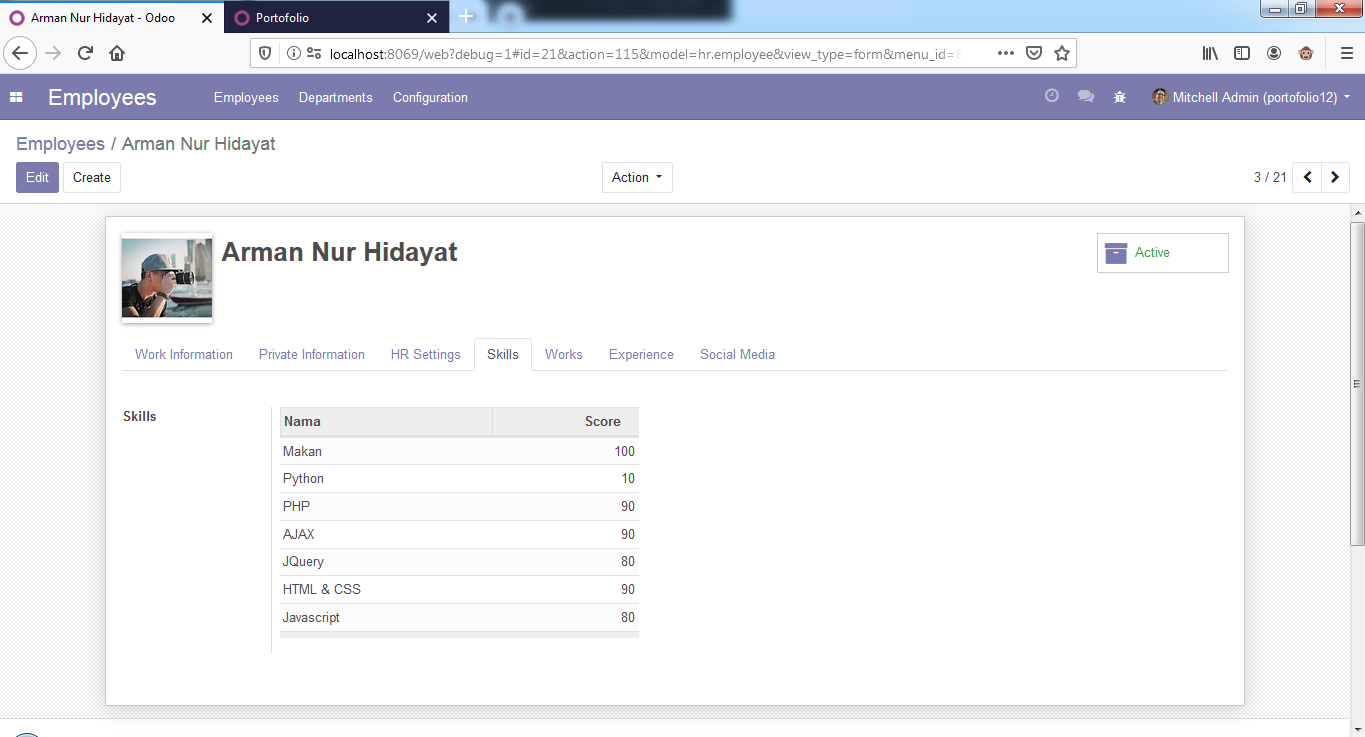 Arman Nur Hidayat - Odoo
Portofolio
localhost:8069/web?debug=1#id=21&action=115&model=hr.employee&view_type=form&menu_id=
Employees
Employees Departments Configuration
Mitchell Admin (portofolio12)
Employees / Arman Nur Hidayat
Edit Create
Action
3 / 21
Arman Nur Hidayat
Active
Work Information Private Information HR Settings Skills Works Experience Social Media
Skills
Nama Score
Makan 100
Python 10
PHP 90
AJAX 90
JQuery 80
HTML & CSS 90
Javascript 80